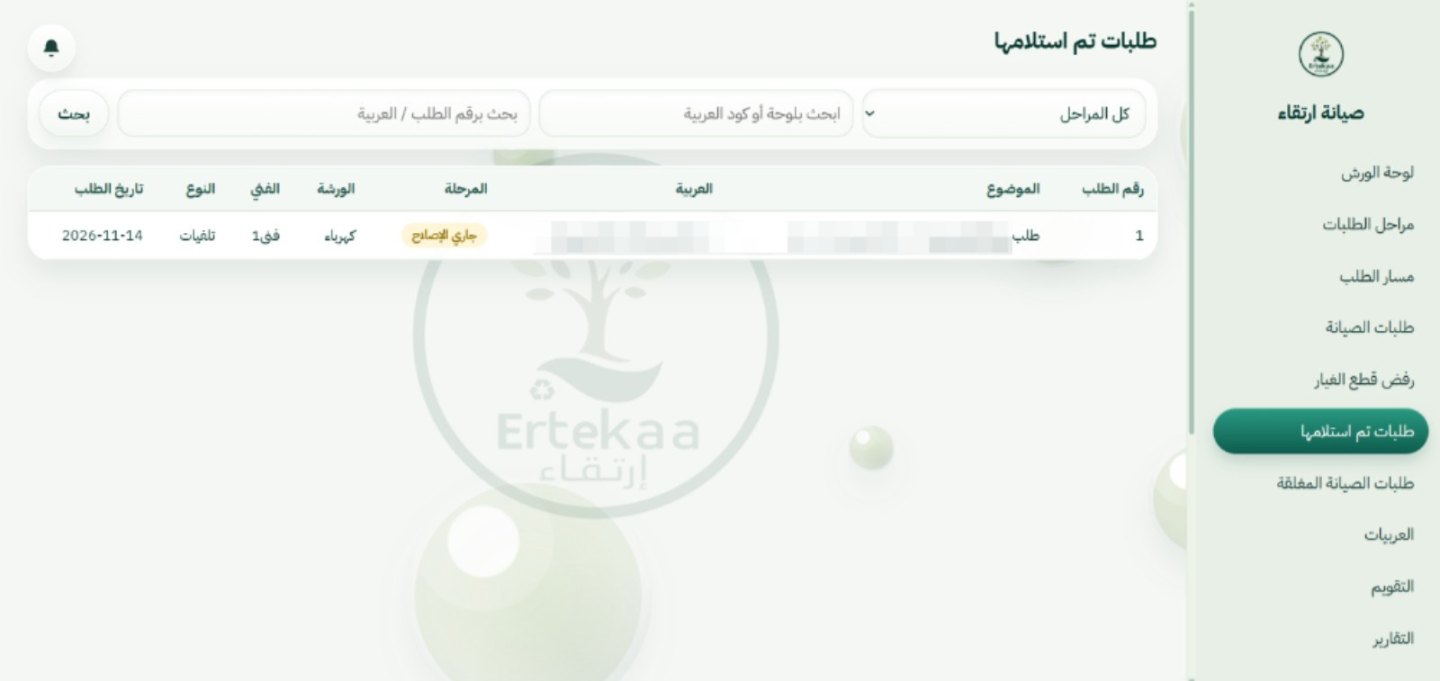 طلبات تم استلامها
كل المراحل
ابحث بلوحة أو كود العربية
بحث برقم الطلب / العربية
بحث
رقم الطلب الموضوع العربية المرحلة الورشة الفني النوع تاريخ الطلب
1 طلب جاري الإصلاح كهرباء فنى1 تلفيات 2026-11-14
Ertekaa
إرتقاء
Ertekaa
صيانة ارتقاء
لوحة الورش
مراحل الطلبات
مسار الطلب
طلبات الصيانة
رفض قطع الغيار
طلبات تم استلامها
طلبات الصيانة المغلقة
العربيات
التقويم
التقارير